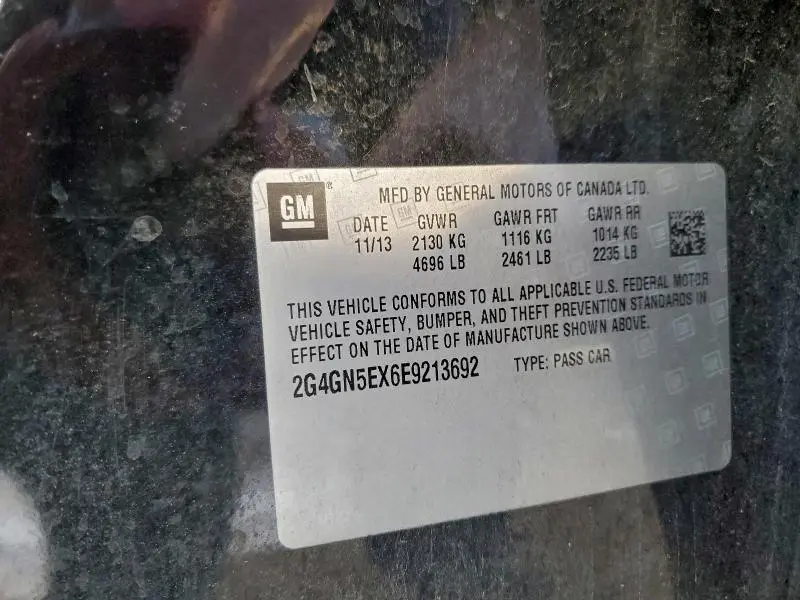 GM®
MFD BY GENERAL MOTORS OF CANADA LTD.
DATE GVWR GAWR FRT GAWR RR
11/13 2130 KG 1116 KG 1014 KG
4696 LB 2461 LB 2235 LB
THIS VEHICLE CONFORMS TO ALL APPLICABLE U.S. FEDERAL MOTOR
VEHICLE SAFETY, BUMPER, AND THEFT PREVENTION STANDARDS IN
EFFECT ON THE DATE OF MANUFACTURE SHOWN ABOVE.
2G4GN5EX6E9213692 TYPE: PASS CAR